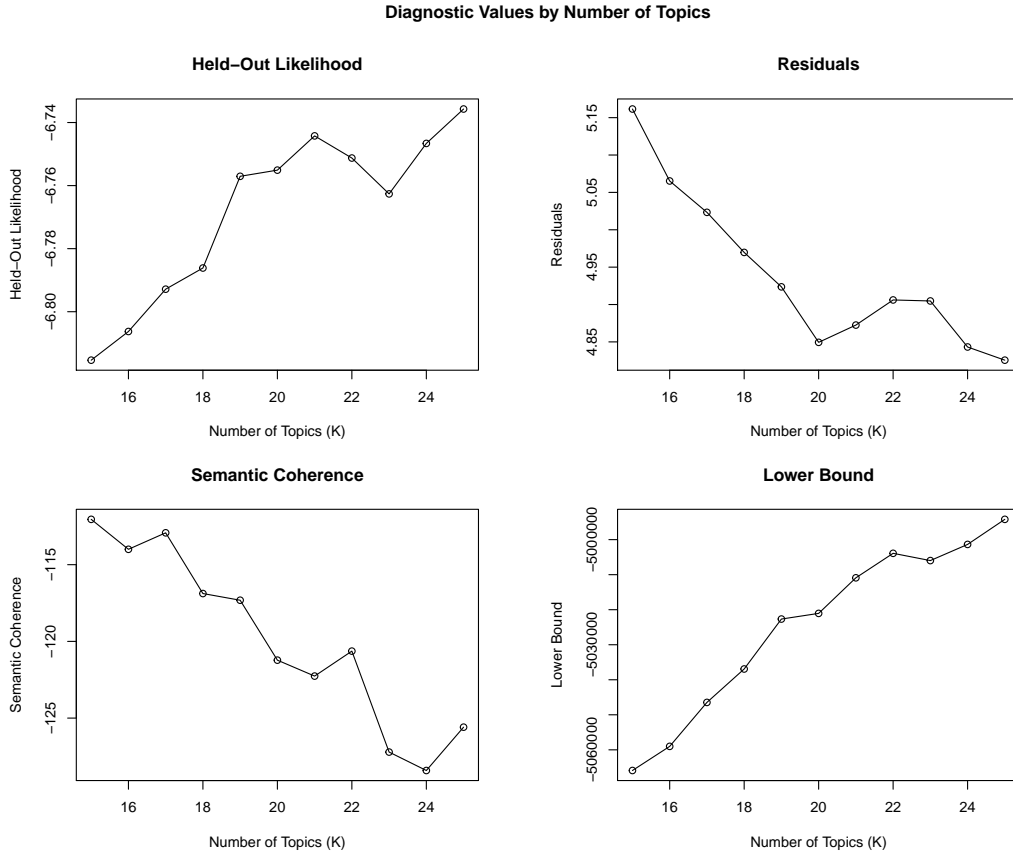 Diagnostic Values by Number of Topics
Held−Out Likelihood
Held−Out Likelihood
−6.74
−6.76
−6.78
−6.80
16 18 20 22 24
Number of Topics (K)
Residuals
Residuals
5.15
5.05
4.95
4.85
16 18 20 22 24
Number of Topics (K)
Semantic Coherence
Semantic Coherence
−115
−120
−125
16 18 20 22 24
Number of Topics (K)
Lower Bound
Lower Bound
−5000000
−5030000
−5060000
16 18 20 22 24
Number of Topics (K)